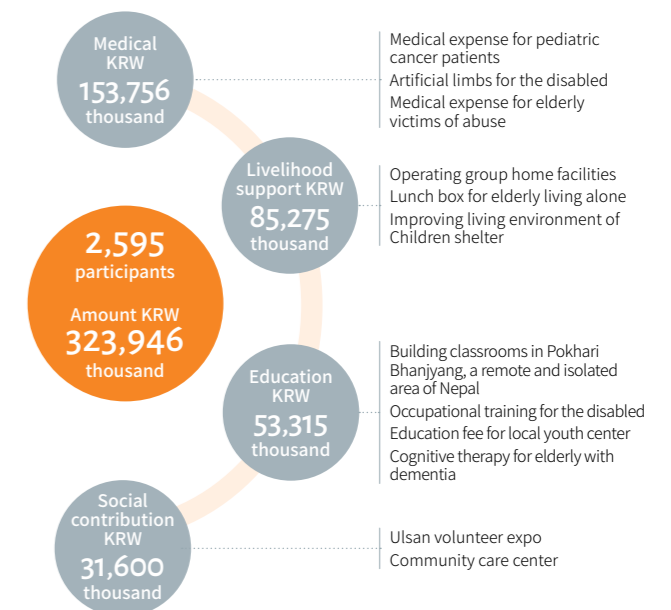 Medical
KRW
153,756
thousand
Medical expense for pediatric
cancer patients
Artificial limbs for the disabled
Medical expense for elderly
victims of abuse
Livelihood
support KRW
85,275
thousand
Operating group home facilities
Lunch box for elderly living alone
Improving living environment of
Children shelter
2,595
participants
Amount KRW
323,946
thousand
Education
KRW
53,315
thousand
Building classrooms in Pokhari
Bhanjyang, a remote and isolated
area of Nepal
Occupational training for the disabled
Education fee for local youth center
Cognitive therapy for elderly with
dementia
Social
contribution
KRW
31,600
thousand
Ulsan volunteer expo
Community care center